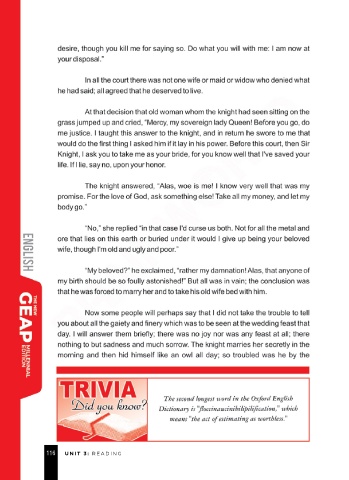 desire, though you kill me for saying so. Do what you will with me: I am now at
your disposal."
In all the court there was not one wife or maid or widow who denied what
he had said; all agreed that he deserved to live.
At that decision that old woman whom the knight had seen sitting on the
grass jumped up and cried, "Mercy, my sovereign lady Queen! Before you go, do
me justice. I taught this answer to the knight, and in return he swore to me that
would do the first thing I asked him if it lay in his power. Before this court, then Sir
Knight, I ask you to take me as your bride, for you know well that I've saved your
life. If I lie, say no, upon your honor.
The knight answered, "Alas, woe is me! I know very well that was my
promise. For the love of God, ask something else! Take all my money, and let my
body go."
"No," she replied "in that case I'd curse us both. Not for all the metal and
ore that lies on this earth or buried under it would I give up being your beloved
wife, though I'm old and ugly and poor."
"My beloved?" he exclaimed, "rather my damnation! Alas, that anyone of
my birth should be so foully astonished!" But all was in vain; the conclusion was
that he was forced to marry her and to take his old wife bed with him.
Now some people will perhaps say that I did not take the trouble to tell
you about all the gaiety and finery which was to be seen at the wedding feast that
day. I will answer them briefly: there was no joy nor was any feast at all; there
nothing to but sadness and much sorrow. The knight marries her secretly in the
morning and then hid himself like an owl all day; so troubled was he by the
ENGLISH
THE NEW
GEAP MILLENNIAL
EDITION
TRIVIA
Did you know?
The second longest word in the Oxford English
Dictionary is "floccinaucinihilipilification," which
means "the act of estimating as worthless."
116 UNIT 3: READING